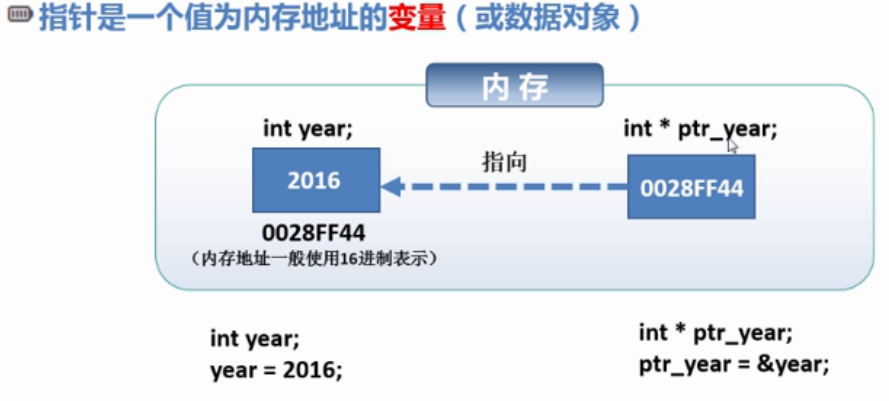 指针是一个值为内存地址的变量（或数据对象）
内 存
int year;
int * ptr_year;
2016
指向
0028FF44
0028FF44
（内存地址一般使用16进制表示）
int year;
year = 2016;
int * ptr_year;
ptr_year = &year;